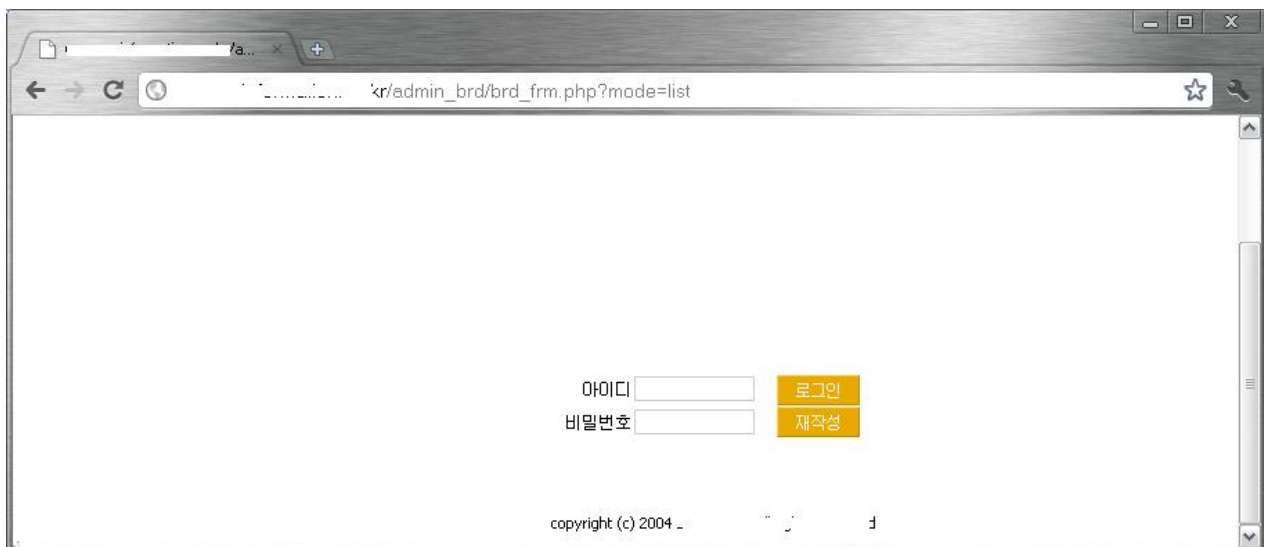 /a...
kr/admin_brd/brd_frm.php?mode=list
아이디
로그인
비밀번호
재작성
copyright (c) 2004